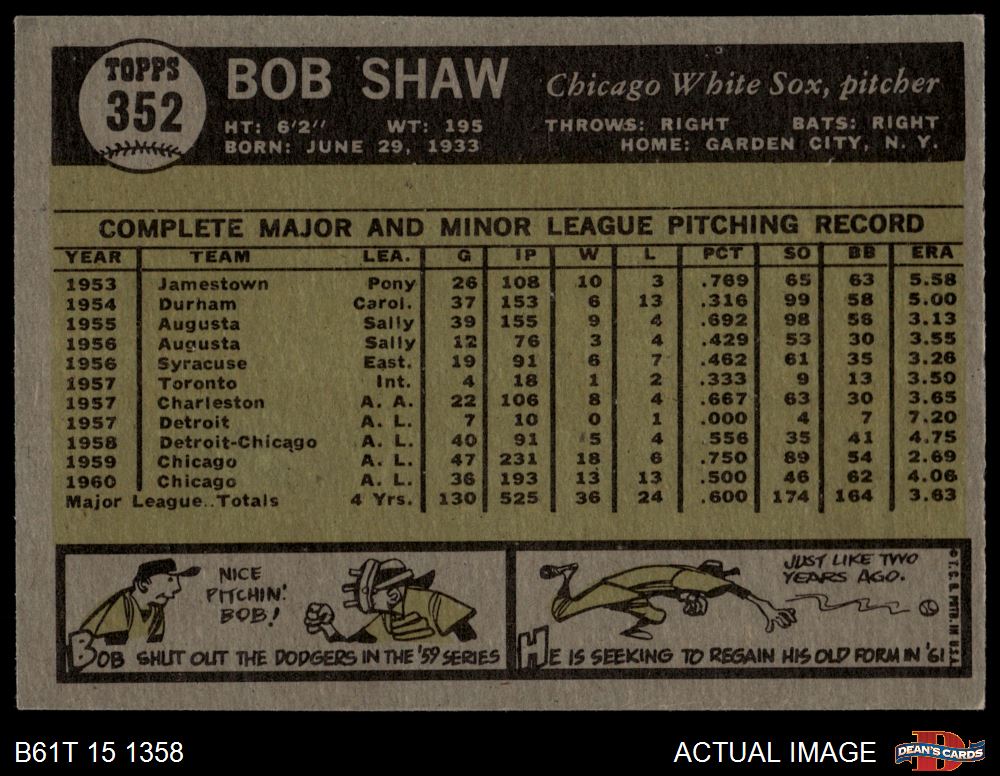 TOPPS
352
BOB SHAW
Chicago White Sox, pitcher
HT: 6'2" WT: 195 THROWS: RIGHT BATS: RIGHT
BORN: JUNE 29, 1933 HOME: GARDEN CITY, N. Y.
COMPLETE MAJOR AND MINOR LEAGUE PITCHING RECORD
YEAR TEAM LEA. G IP W L PCT SO BB ERA
1953 Jamestown Pony 26 108 10 3 .769 65 63 5.58
1954 Durham Carol. 37 153 6 13 .316 99 58 5.00
1955 Augusta Sally 39 155 9 4 .692 98 56 3.13
1956 Augusta Sally 12 76 3 4 .429 53 30 3.55
1956 Syracuse East. 19 91 6 7 .462 61 35 3.26
1957 Toronto Int. 4 18 1 2 .333 9 13 3.50
1957 Charleston A. A. 22 106 8 4 .667 63 30 3.65
1957 Detroit A. L. 7 10 0 1 .000 4 7 7.20
1958 Detroit-Chicago A. L. 40 91 5 4 .556 35 41 4.75
1959 Chicago A. L. 47 231 18 6 .750 89 54 2.69
1960 Chicago A. L. 36 193 13 13 .500 46 62 4.06
Major League..Totals 4 Yrs. 130 525 36 24 .600 174 164 3.63
NICE
PITCHIN'
BOB!
BOB SHUT OUT THE DODGERS IN THE '59 SERIES
JUST LIKE TWO
YEARS AGO.
HE IS SEEKING TO REGAIN HIS OLD FORM IN '61
© T. C. G. PRTD. IN U.S.A.
B61T 15 1358
ACTUAL IMAGE
DEAN'S CARDS